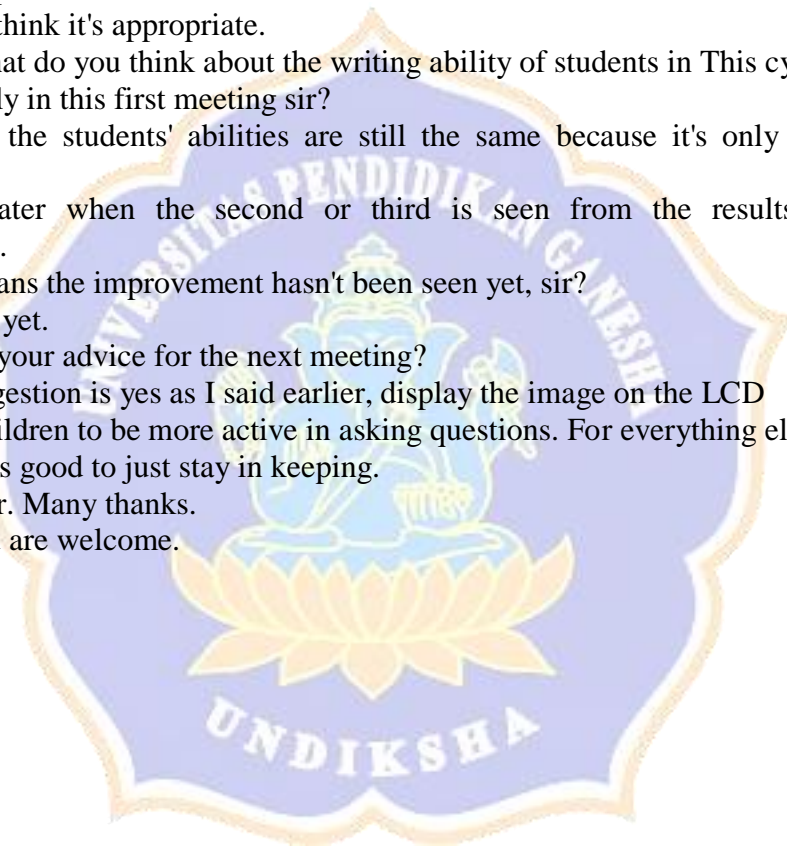 think it's appropriate.
at do you think about the writing ability of students in This cy
ly in this first meeting sir?
the students' abilities are still the same because it's only
ater when the second or third is seen from the results
.
ans the improvement hasn't been seen yet, sir?
yet.
your advice for the next meeting?
gestion is yes as I said earlier, display the image on the LCD
ildren to be more active in asking questions. For everything el
s good to just stay in keeping.
r. Many thanks.
are welcome.
UNIVERSITAS PENDIDIKAN GANESHA
UNDIKSHA